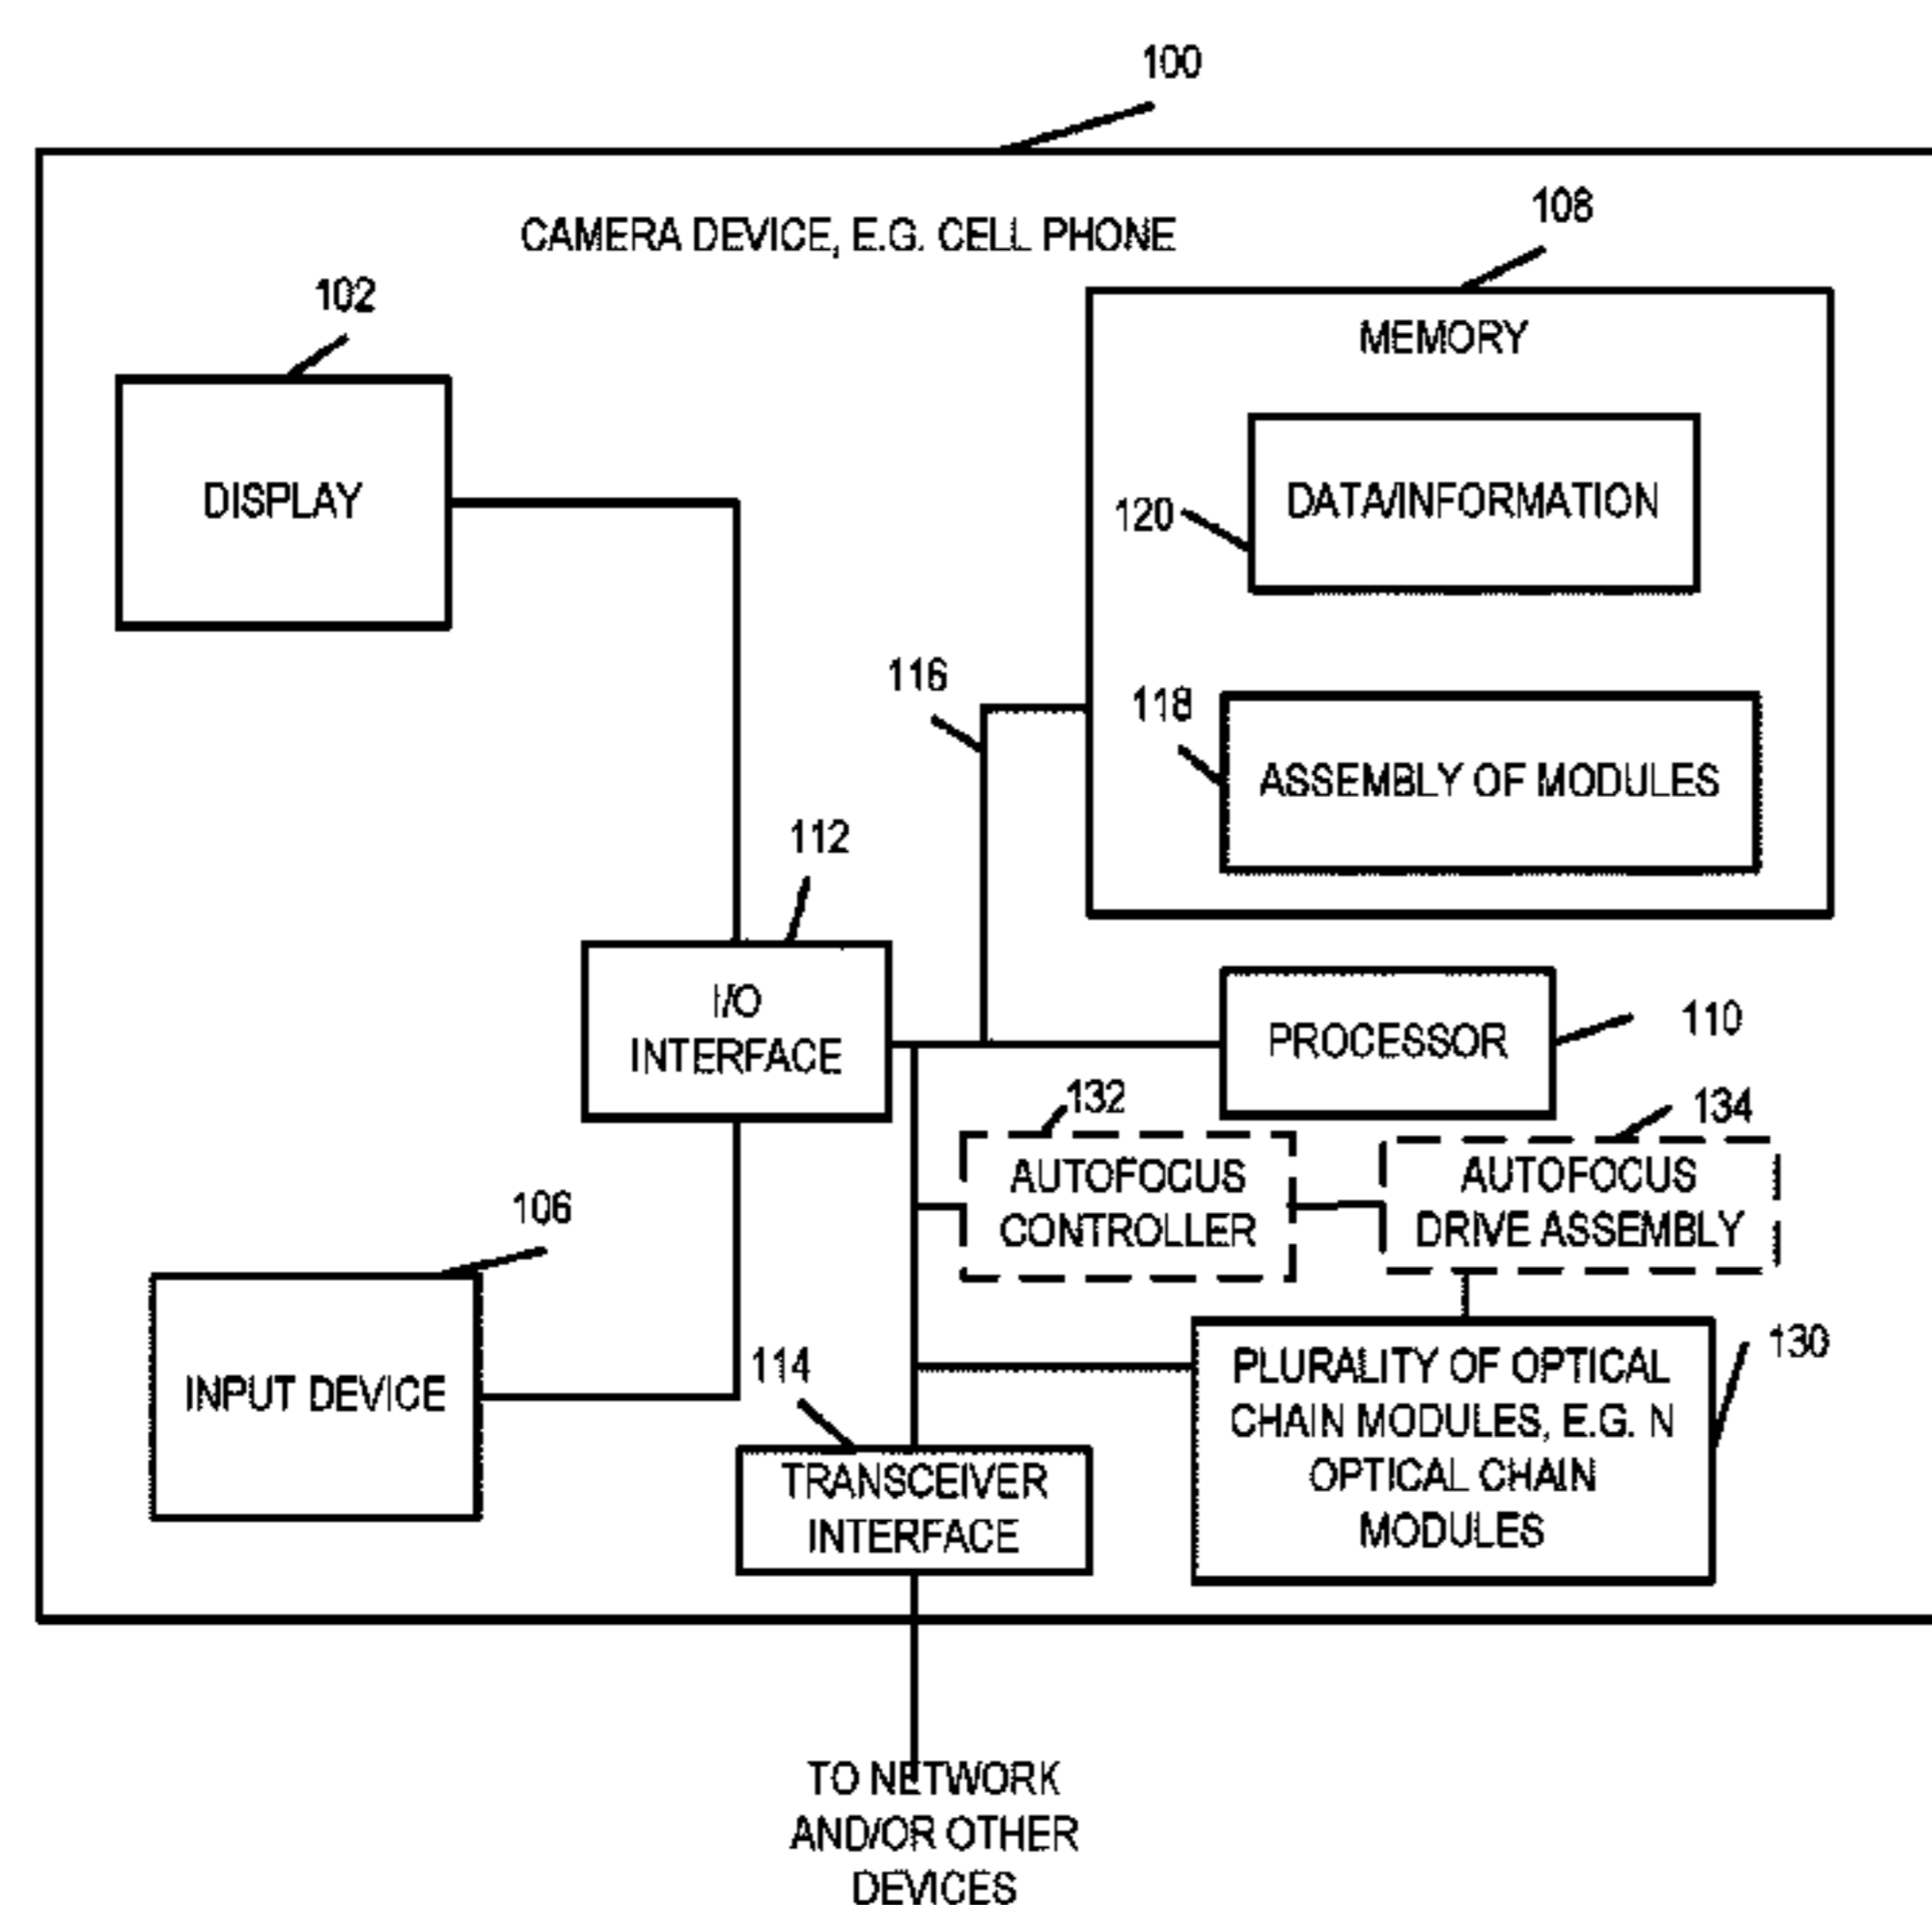 100
CAMERA DEVICE, E.G. CELL PHONE
108
MEMORY
102
DISPLAY
DATA/INFORMATION
120
116
118
ASSEMBLY OF MODULES
112
I/O
INTERFACE
PROCESSOR
110
132
AUTOFOCUS
CONTROLLER
134
AUTOFOCUS
DRIVE ASSEMBLY
106
INPUT DEVICE
114
TRANSCEIVER
INTERFACE
PLURALITY OF OPTICAL
CHAIN MODULES, E.G. N
OPTICAL CHAIN
MODULES
130
TO NETWORK
AND/OR OTHER
DEVICES